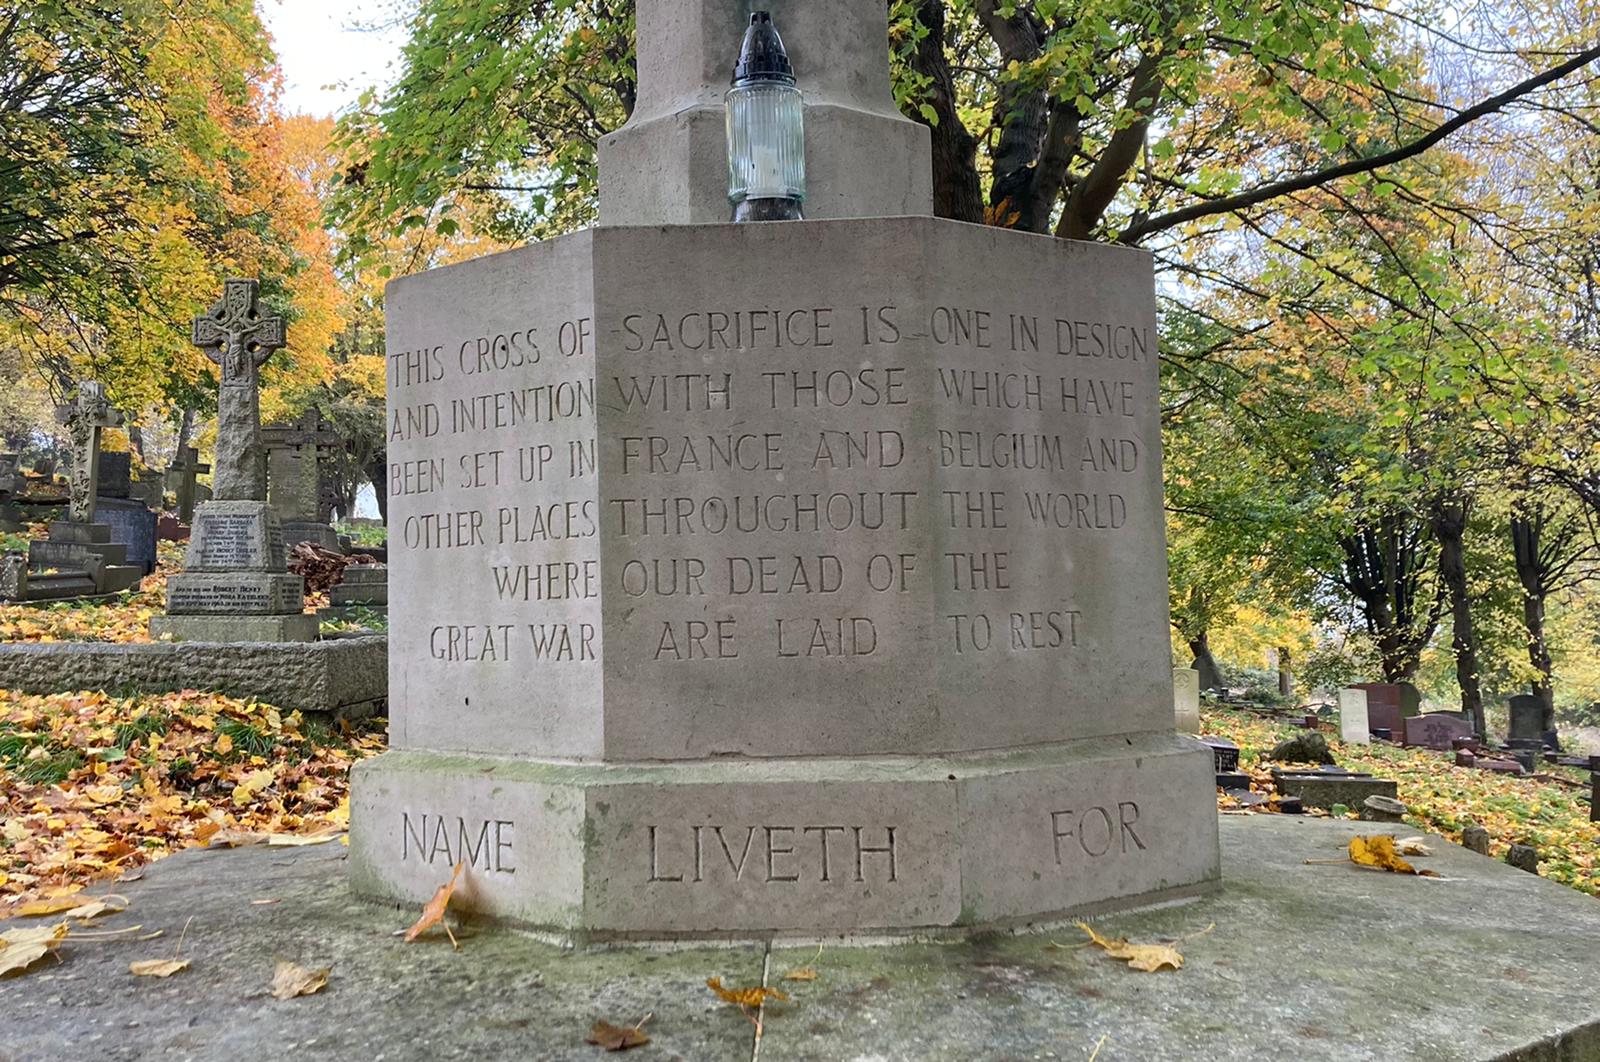 THIS CROSS OF SACRIFICE IS ONE IN DESIGN
AND INTENTION WITH THOSE WHICH HAVE
BEEN SET UP IN FRANCE AND BELGIUM AND
OTHER PLACES THROUGHOUT THE WORLD
WHERE OUR DEAD OF THE
GREAT WAR ARE LAID TO REST
NAME LIVETH FOR